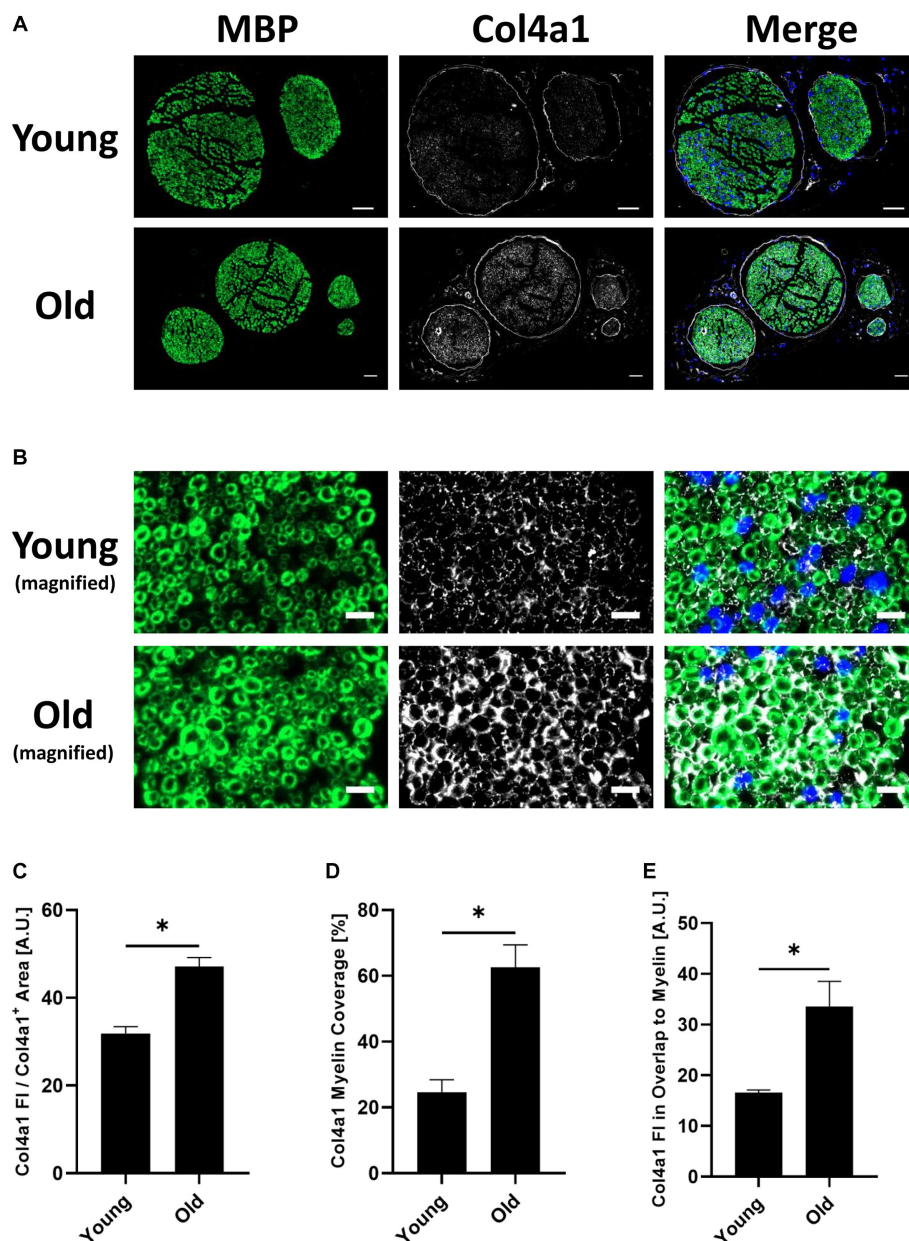 A
MBP
Col4a1
Merge
Young
Old
B
Young
(magnified)
Old
(magnified)
C
Col4a1 FI / Col4a1⁺ Area [A.U.]
60
40
20
0
*
Young
Old
D
Col4a1 Myelin Coverage [%]
80
60
40
20
0
*
Young
Old
E
Col4a1 FI in Overlap to Myelin [A.U.]
50
40
30
20
10
0
*
Young
Old